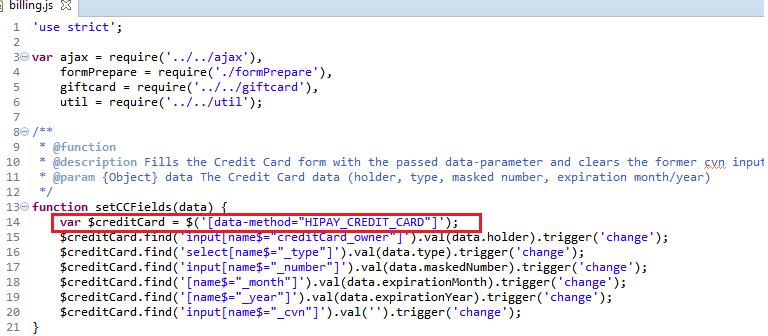 billing.js
1 'use strict';
2
3 var ajax = require('../../ajax'),
4 formPrepare = require('./formPrepare'),
5 giftcard = require('../../giftcard'),
6 util = require('../../util');
7
8 /**
9 * @function
10 * @description Fills the Credit Card form with the passed data-parameter and clears the former cvn input
11 * @param {Object} data The Credit Card data (holder, type, masked number, expiration month/year)
12 */
13 function setCCFields(data) {
14 var $creditCard = $('[data-method="HIPAY_CREDIT_CARD"]');
15 $creditCard.find('input[name$="creditCard_owner"]').val(data.holder).trigger('change');
16 $creditCard.find('select[name$="_type"]').val(data.type).trigger('change');
17 $creditCard.find('input[name$="_number"]').val(data.maskedNumber).trigger('change');
18 $creditCard.find('[name$="_month"]').val(data.expirationMonth).trigger('change');
19 $creditCard.find('[name$="_year"]').val(data.expirationYear).trigger('change');
20 $creditCard.find('input[name$="_cvn"]').val('').trigger('change');
21 }